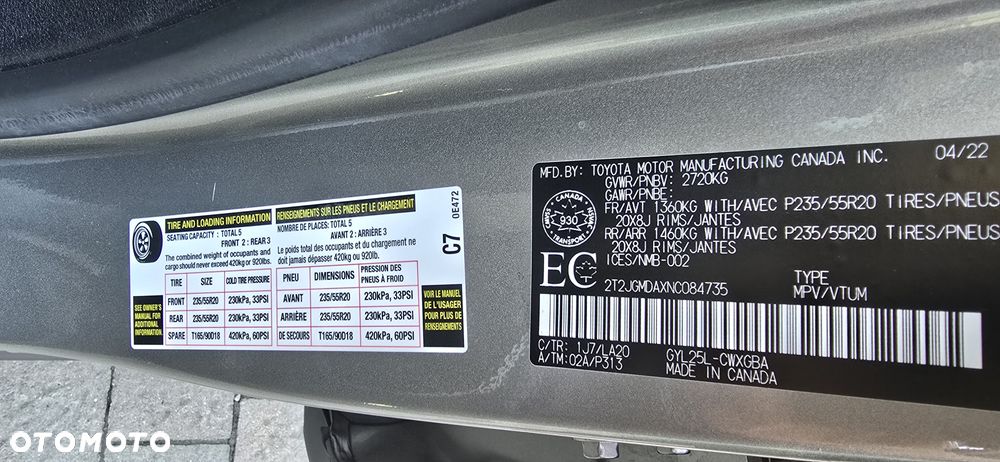 TIRE AND LOADING INFORMATION
SEATING CAPACITY : TOTAL 5
FRONT 2 : REAR 3
The combined weight of occupants and
cargo should never exceed 420kg or 920lbs.
RENSEIGNEMENTS SUR LES PNEUS ET LE CHARGEMENT
NOMBRE DE PLACES: TOTAL 5
AVANT 2 : ARRIÈRE 3
Le poids total des occupants et du chargement ne
doit jamais dépasser 420kg ou 920lb.
SEE OWNER'S
MANUAL FOR
ADDITIONAL
INFORMATION.
TIRE SIZE COLD TIRE PRESSURE PNEU DIMENSIONS PRESSION DES PNEUS À FROID
FRONT 235/55R20 230kPa, 33PSI AVANT 235/55R20 230kPa, 33PSI
REAR 235/55R20 230kPa, 33PSI ARRIÈRE 235/55R20 230kPa, 33PSI
SPARE T165/90D18 420kPa, 60PSI DE SECOURS T165/90D18 420kPa, 60PSI
VOIR LE MANUEL
DE L'USAGER
POUR PLUS DE
RENSEIGNEMENTS.
C7
0E472
MFD.BY: TOYOTA MOTOR MANUFACTURING CANADA INC. 04/22
GVWR/PNBV: 2720KG
GAWR/PNBE:
FR/AVT 1360KG WITH/AVEC P235/55R20 TIRES/PNEUS
20X8J RIMS/JANTES
RR/ARR 1460KG WITH/AVEC P235/55R20 TIRES/PNEUS
20X8J RIMS/JANTES
ICES/NMB-002
CANADA
930
TRANSPORT
EC
2T2JGMDAXNC084735
TYPE
MPV/VTUM
C/TR: 1J7/LA20
A/TM: 02A/P313
GYL25L-CWXGBA
MADE IN CANADA
OTOMOTO